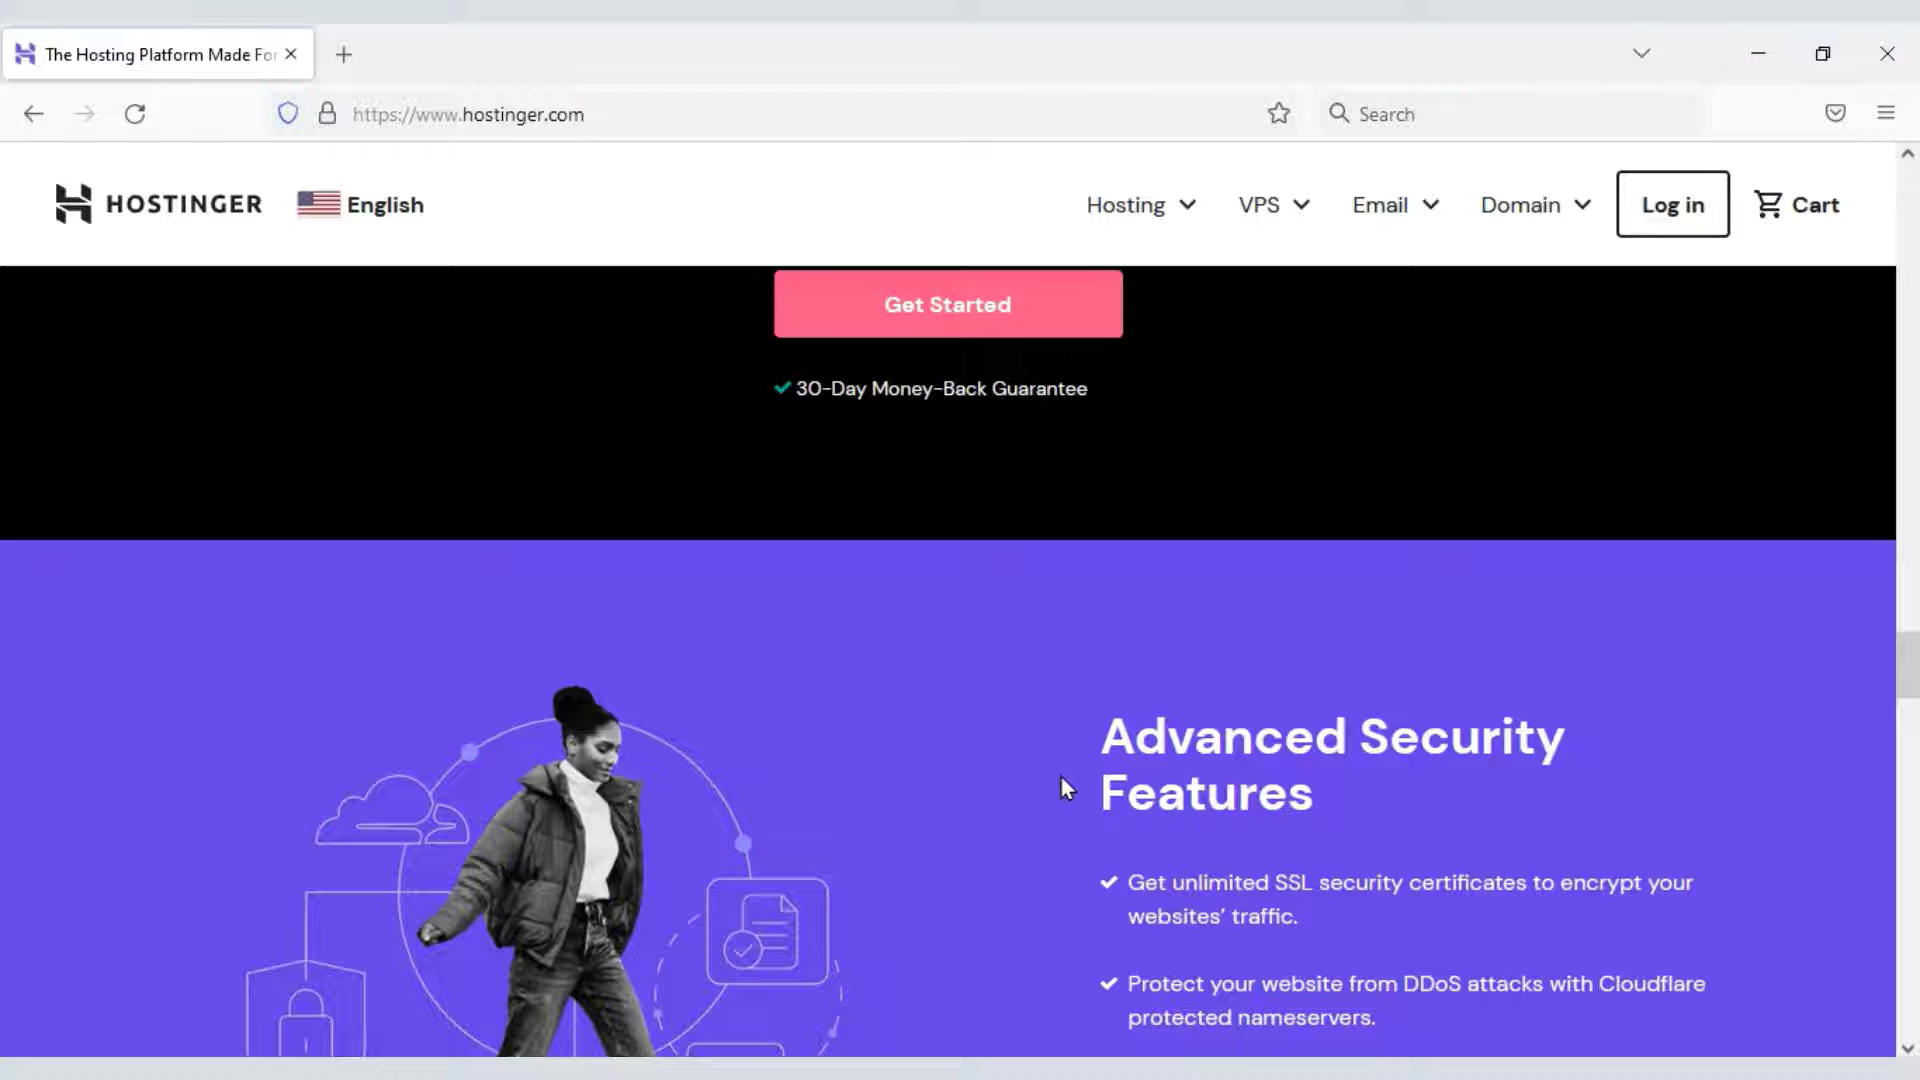 The Hosting Platform Made For
https://www.hostinger.com
Search
HOSTINGER
English
Hosting
VPS
Email
Domain
Log in
Cart
Get Started
30-Day Money-Back Guarantee
Advanced Security
Features
Get unlimited SSL security certificates to encrypt your
websites’ traffic.
Protect your website from DDoS attacks with Cloudflare
protected nameservers.